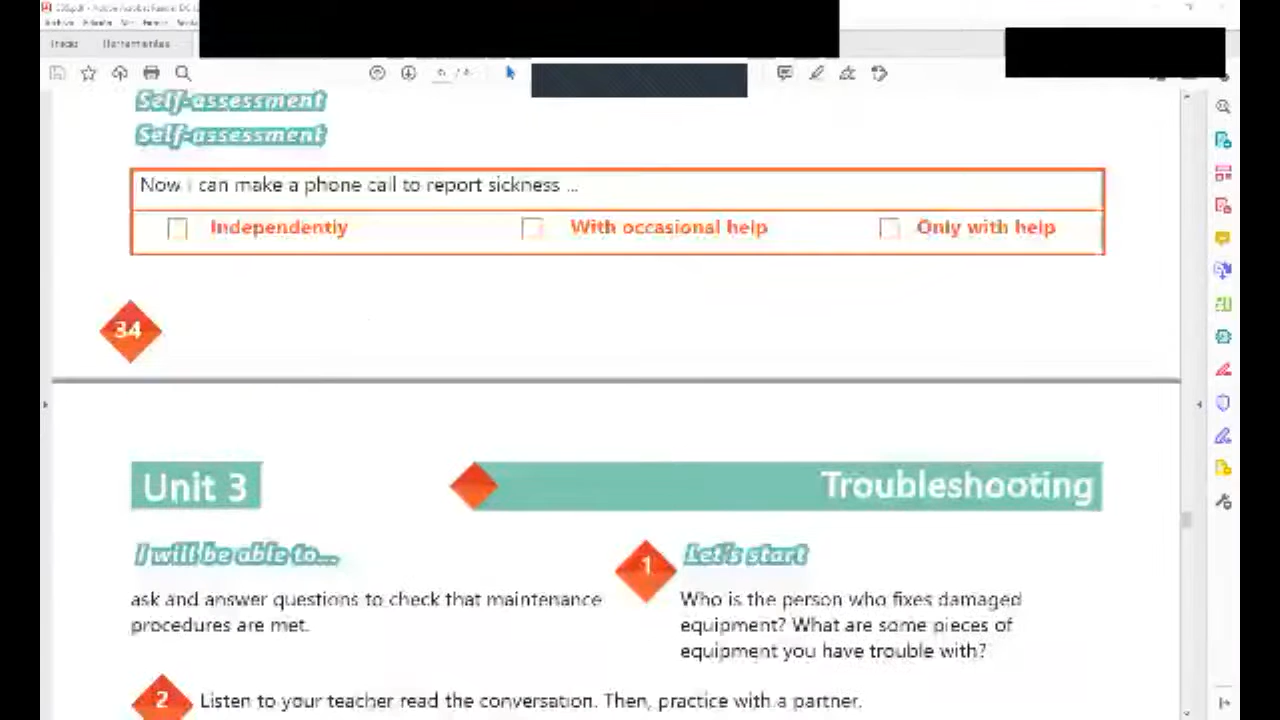 Inicio Herramientas
Self-assessment
Self-assessment
Now I can make a phone call to report sickness ...
Independently With occasional help Only with help
34
Unit 3 Troubleshooting
I will be able to...
ask and answer questions to check that maintenance
procedures are met.
1 Let's start
Who is the person who fixes damaged
equipment? What are some pieces of
equipment you have trouble with?
2 Listen to your teacher read the conversation. Then, practice with a partner.